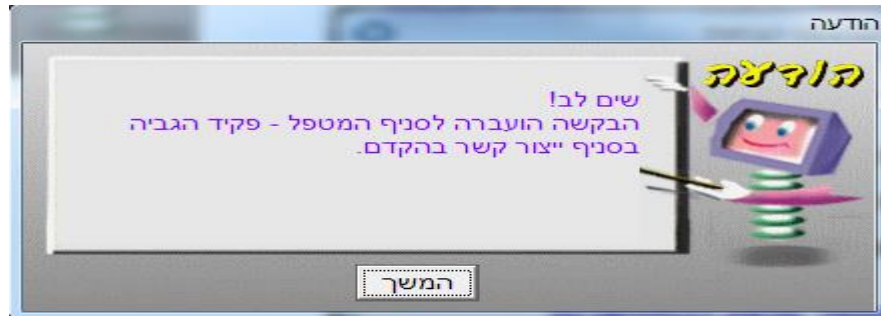 הודעה
הודעה
שים לב!
הבקשה הועברה לסניף המטפל - פקיד הגביה
בסניף ייצור קשר בהקדם.
המשך